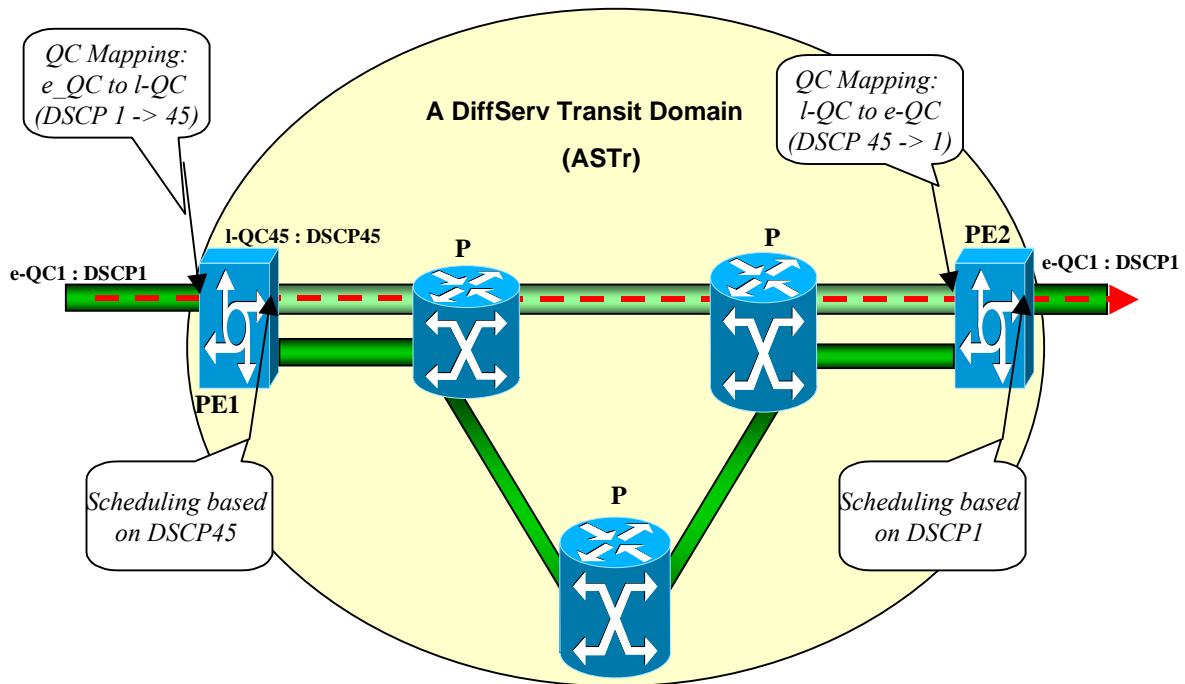 QC Mapping:
e_QC to l-QC
(DSCP 1 -> 45)
A DiffServ Transit Domain
(ASTr)
QC Mapping:
l-QC to e-QC
(DSCP 45 -> 1)
l-QC45 : DSCP45
P
P
PE2
e-QC1 : DSCP1
e-QC1 : DSCP1
PE1
Scheduling based
on DSCP45
P
Scheduling based
on DSCP1